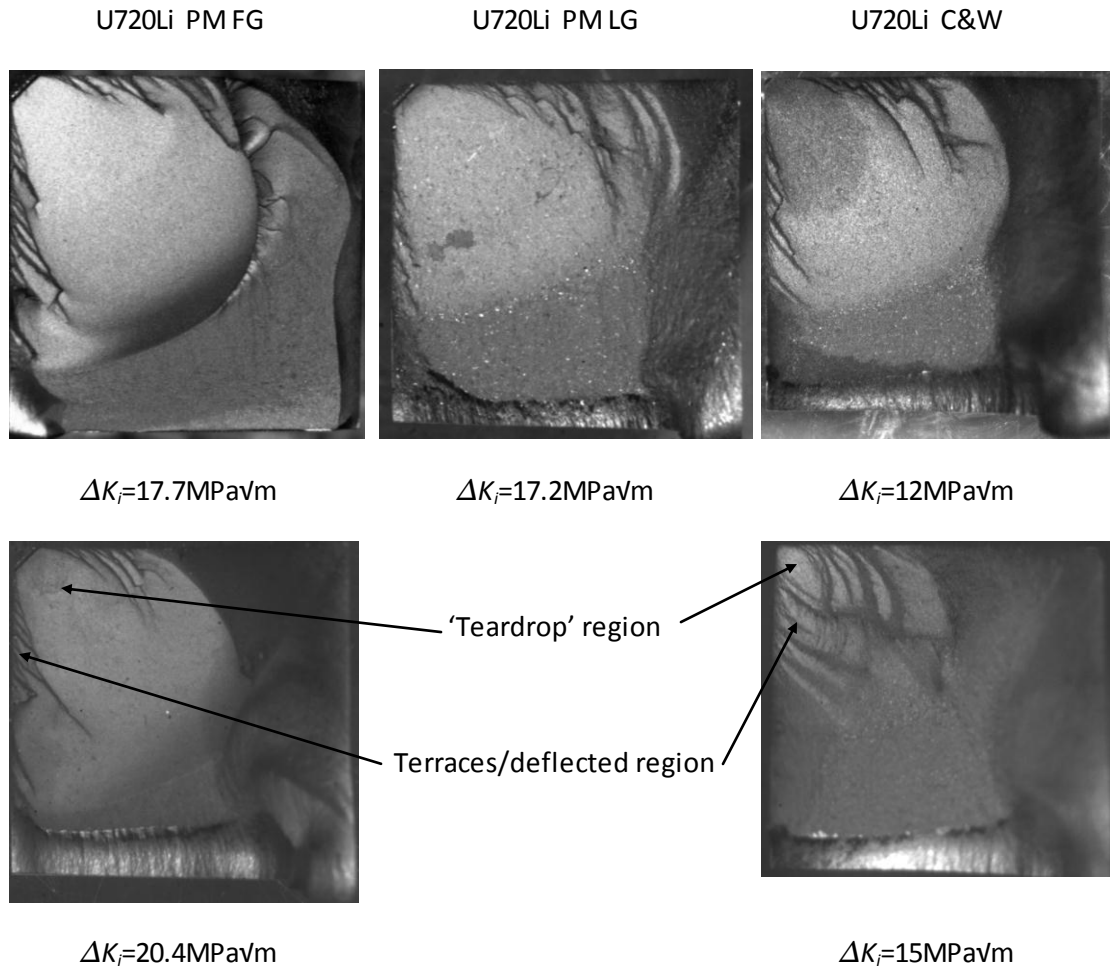 U720Li PM FG
U720Li PM LG
U720Li C&W
ΔKi=17.7MPa√m
ΔKi=17.2MPa√m
ΔKi=12MPa√m
‘Teardrop’ region
Terraces/deflected region
ΔKi=20.4MPa√m
ΔKi=15MPa√m